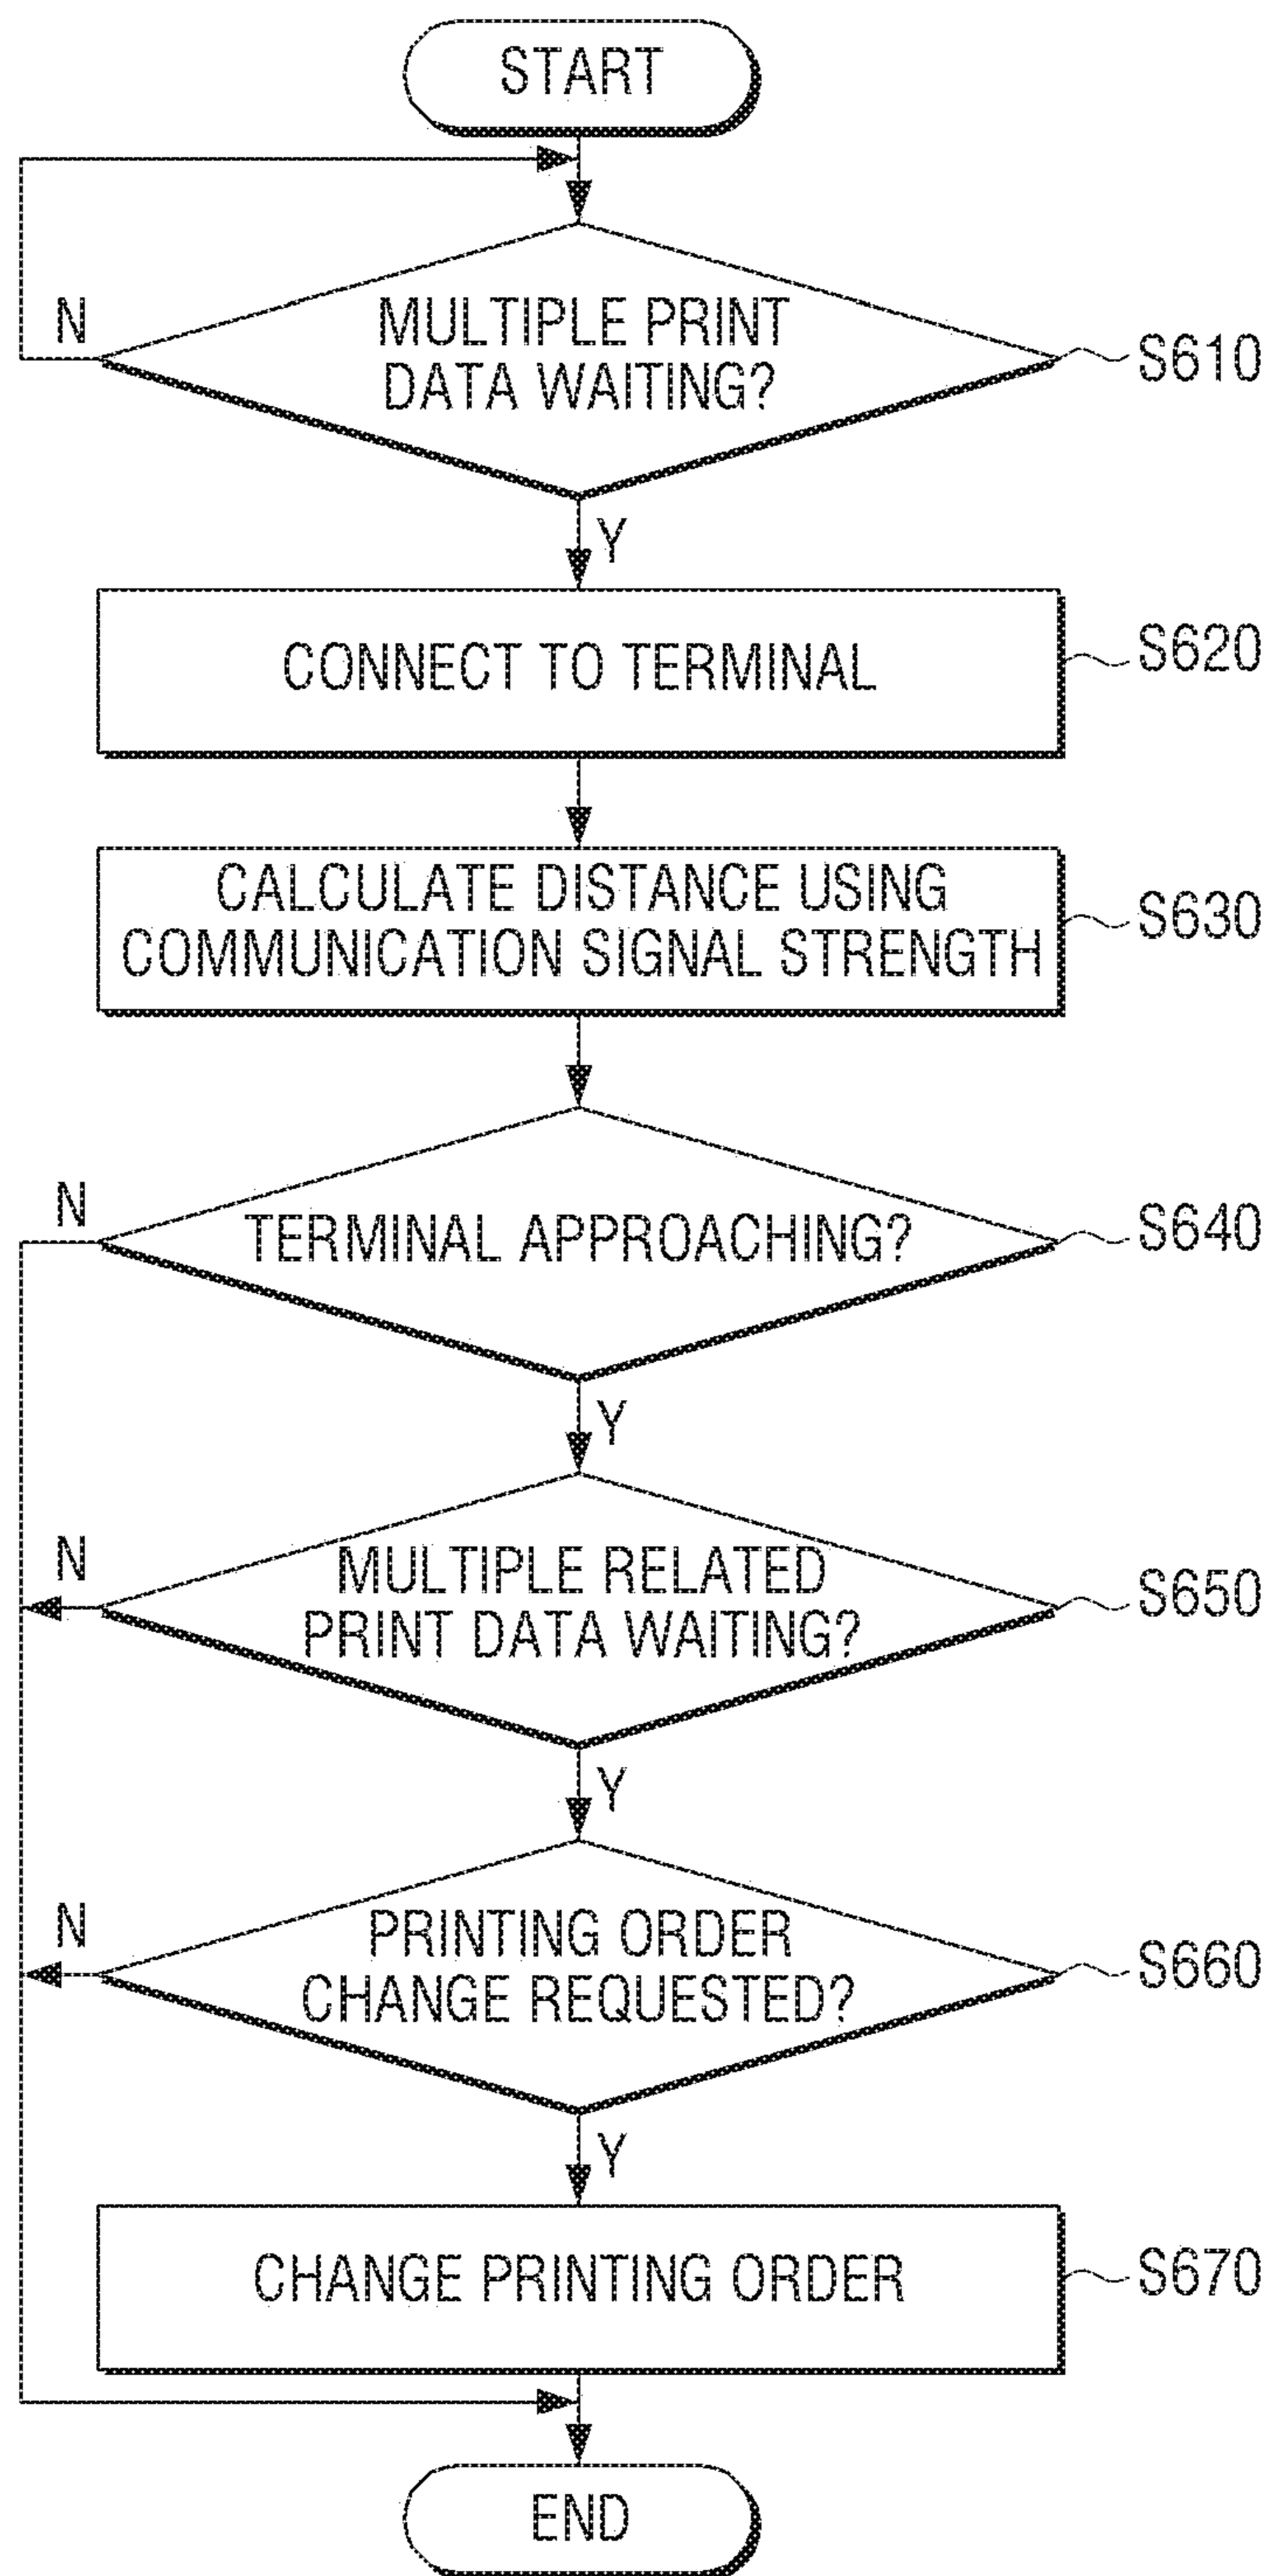 START
N
MULTIPLE PRINT
DATA WAITING?
S610
Y
CONNECT TO TERMINAL
S620
CALCULATE DISTANCE USING
COMMUNICATION SIGNAL STRENGTH
S630
N
TERMINAL APPROACHING?
S640
Y
N
MULTIPLE RELATED
PRINT DATA WAITING?
S650
Y
N
PRINTING ORDER
CHANGE REQUESTED?
S660
Y
CHANGE PRINTING ORDER
S670
END